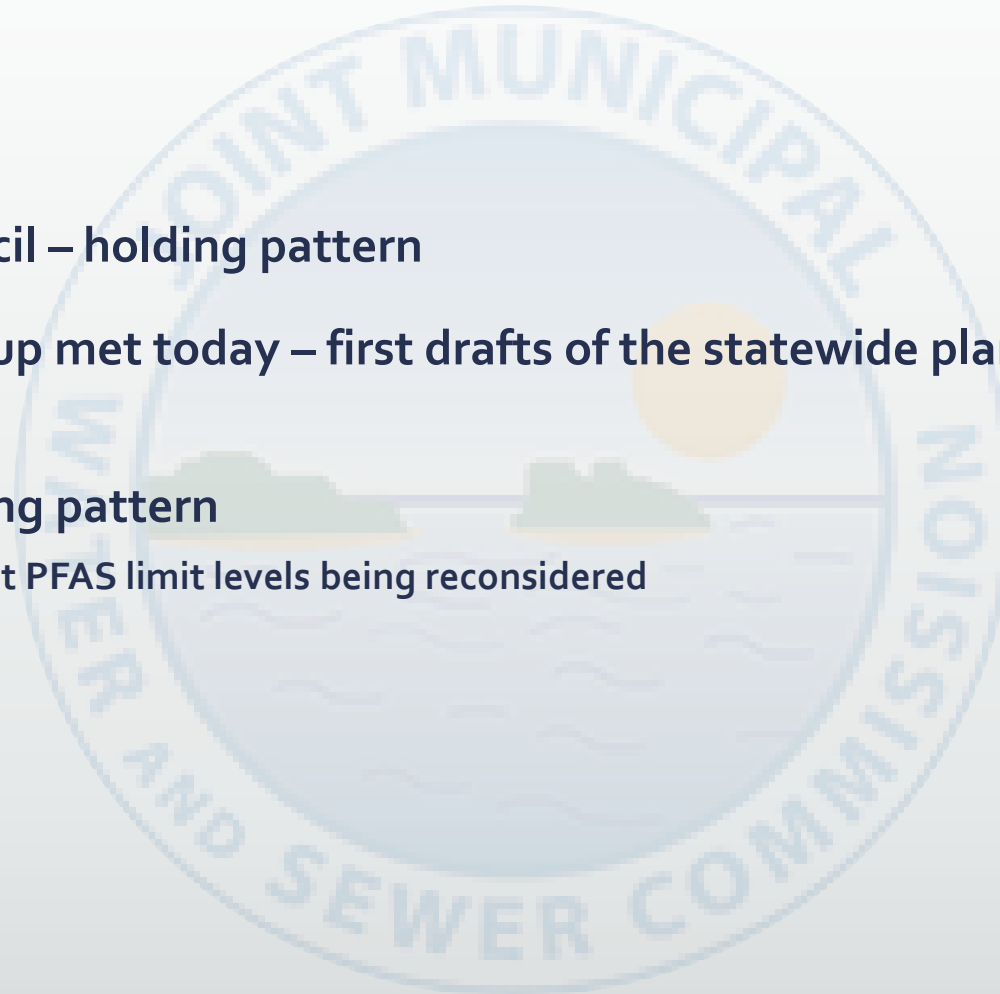 JOINT MUNICIPAL
cil – holding pattern
up met today – first drafts of the statewide pla
ng pattern
t PFAS limit levels being reconsidered
WATER AND SEWER COMMISSION